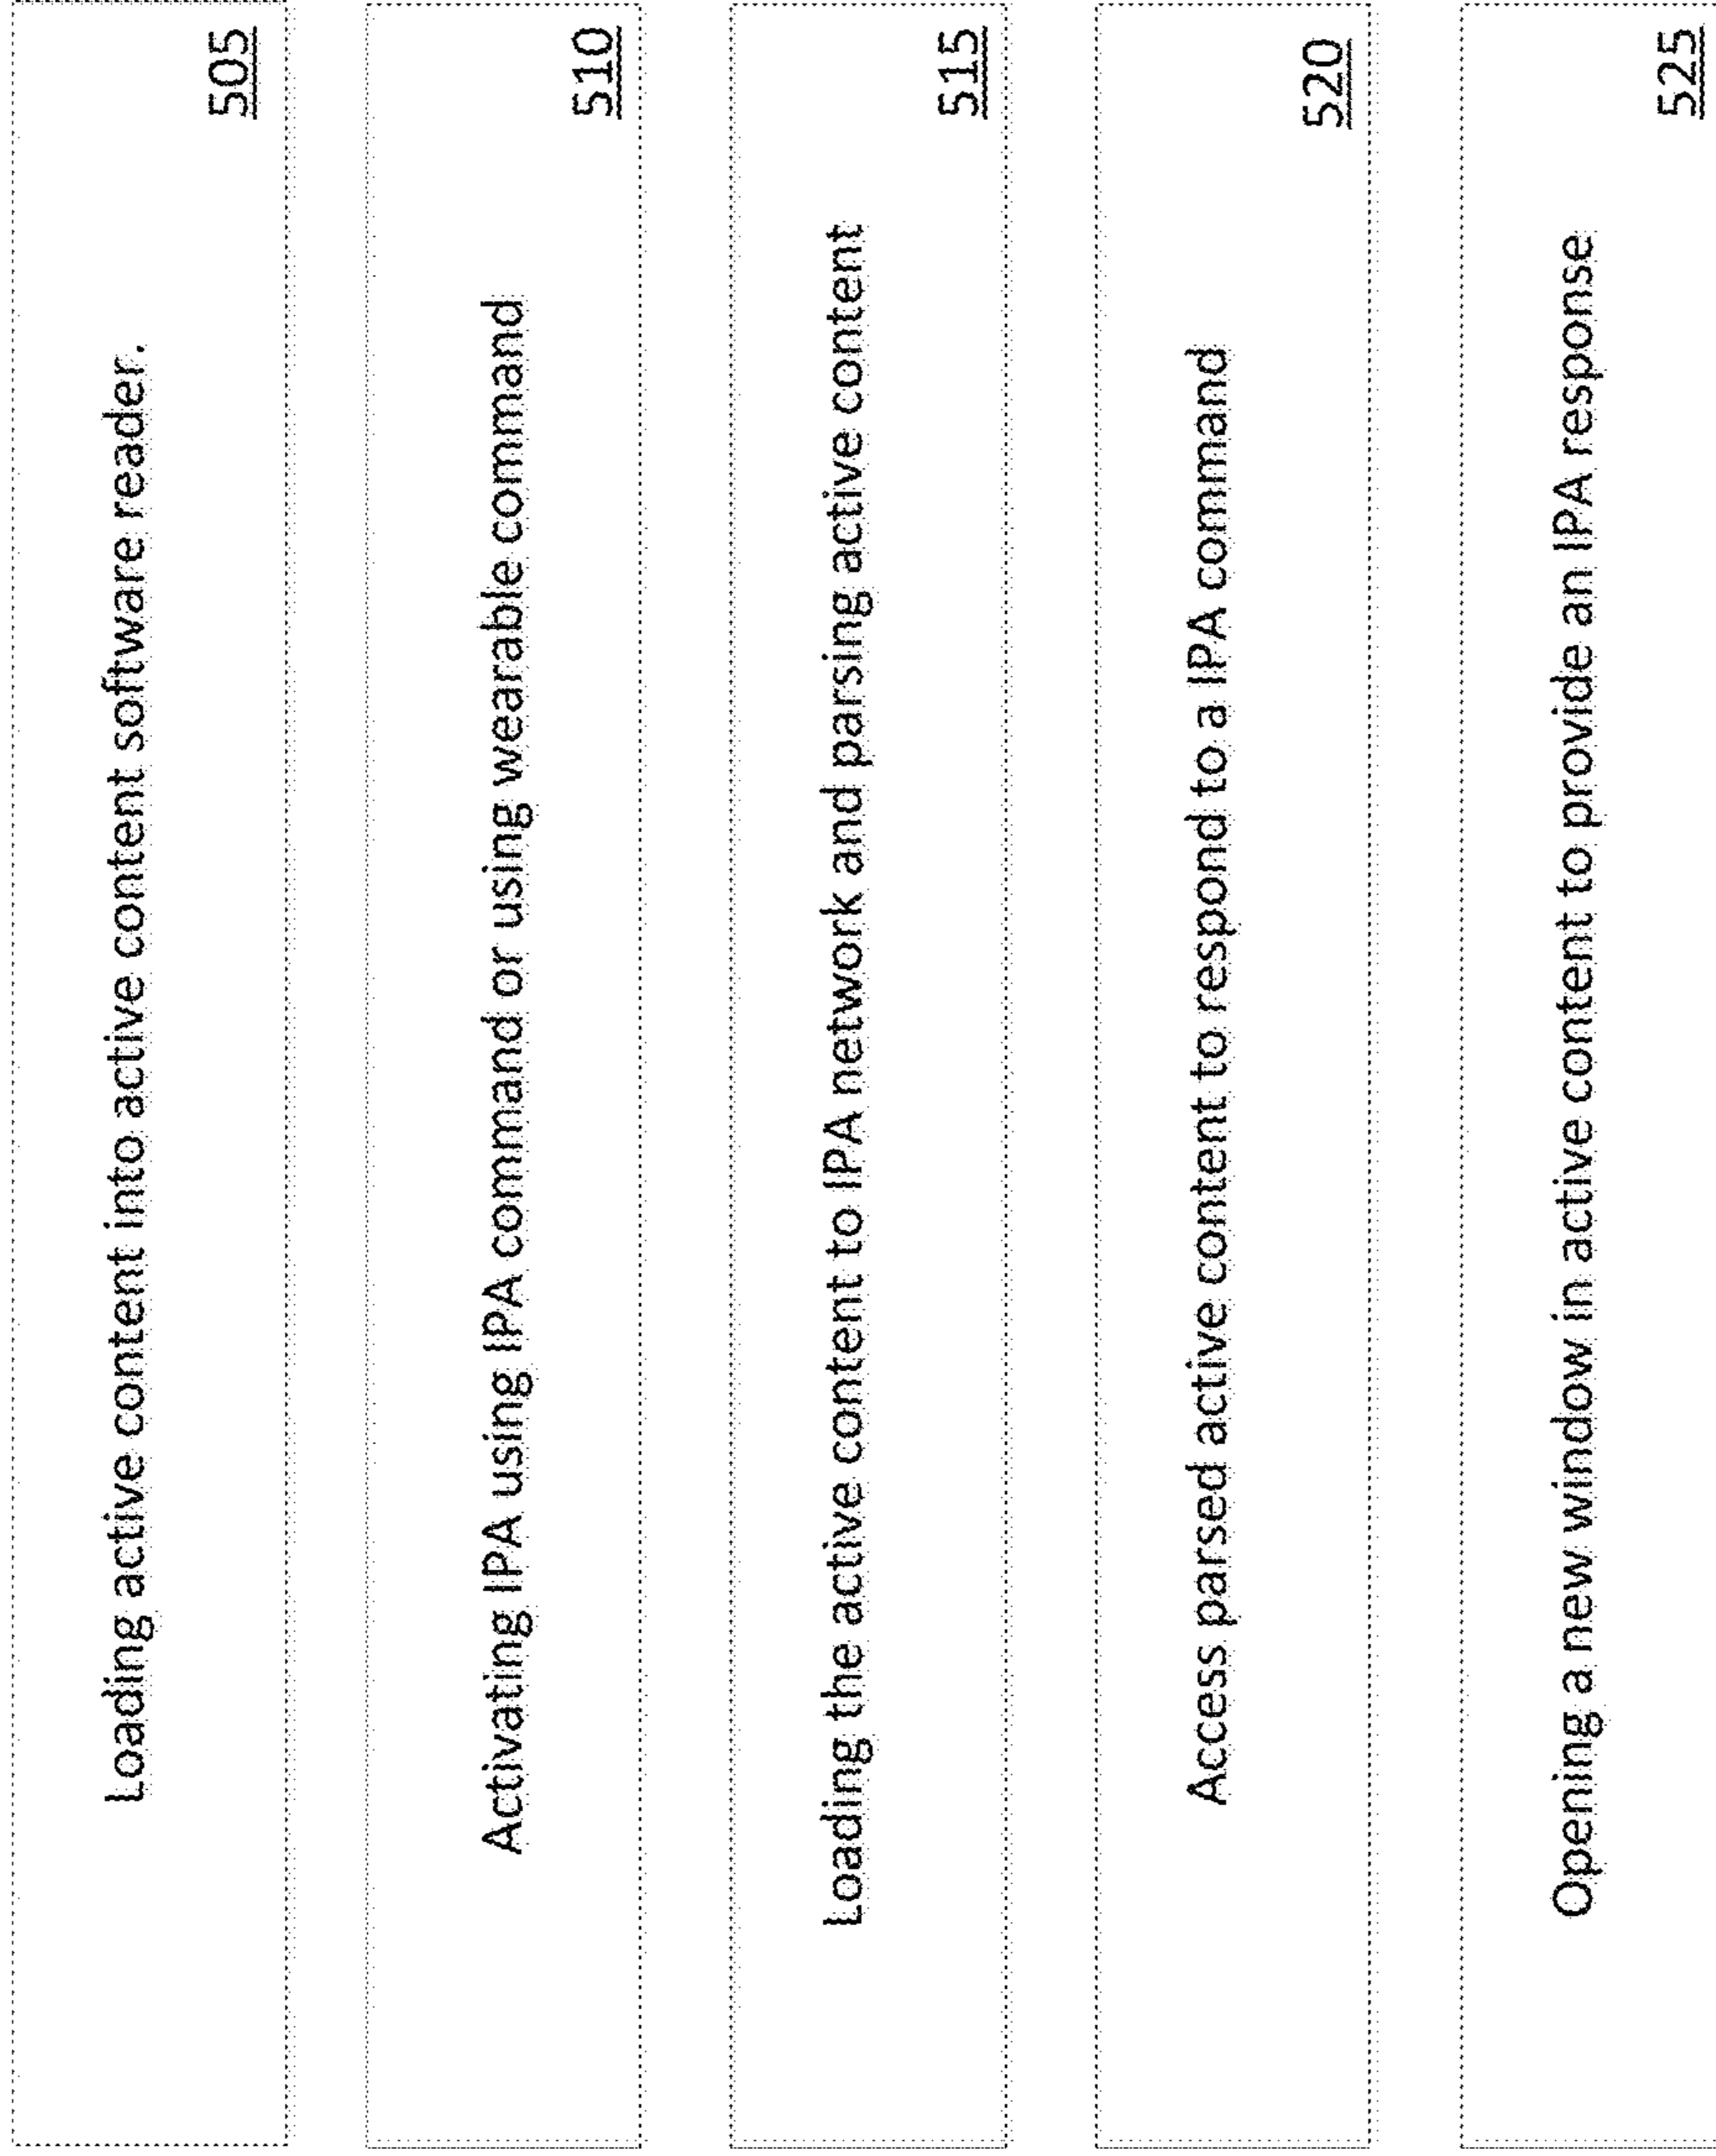 Loading active content into active content software reader.
505
Activating IPA using IPA command or using wearable command
510
Loading the active content to IPA network and parsing active content
515
Access parsed active content to respond to a IPA command
520
Opening a new window in active content to provide an IPA response
525